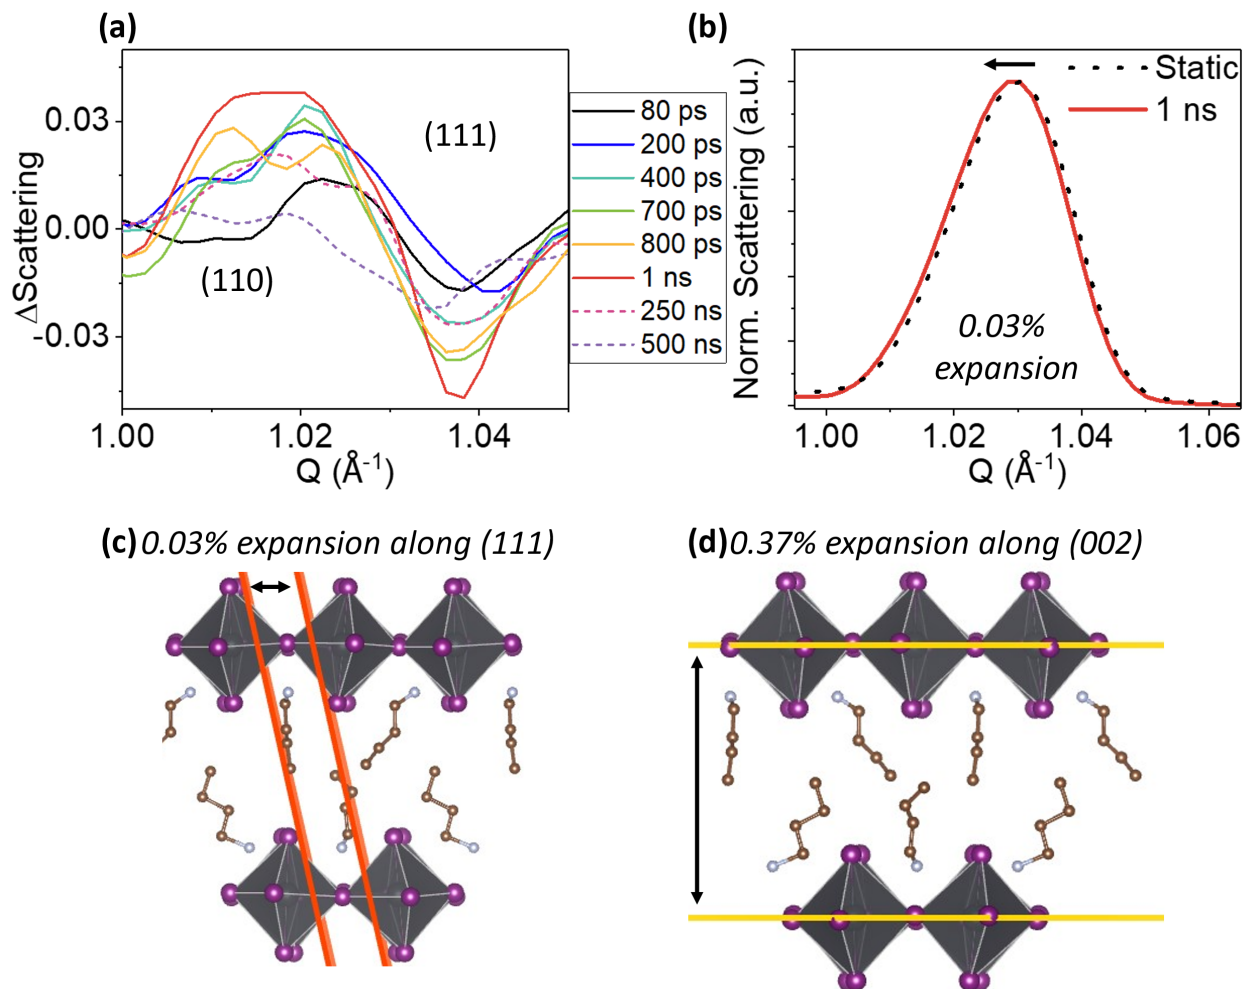 (a)
0.03
0.00
-0.03
ΔScattering
(111)
(110)
1.00
1.02
1.04
Q (Å-1)
80 ps
200 ps
400 ps
700 ps
800 ps
1 ns
250 ns
500 ns
(b)
Norm. Scattering (a.u.)
Static
1 ns
0.03%
expansion
1.00
1.02
1.04
1.06
Q (Å-1)
(c) 0.03% expansion along (111)
(d) 0.37% expansion along (002)